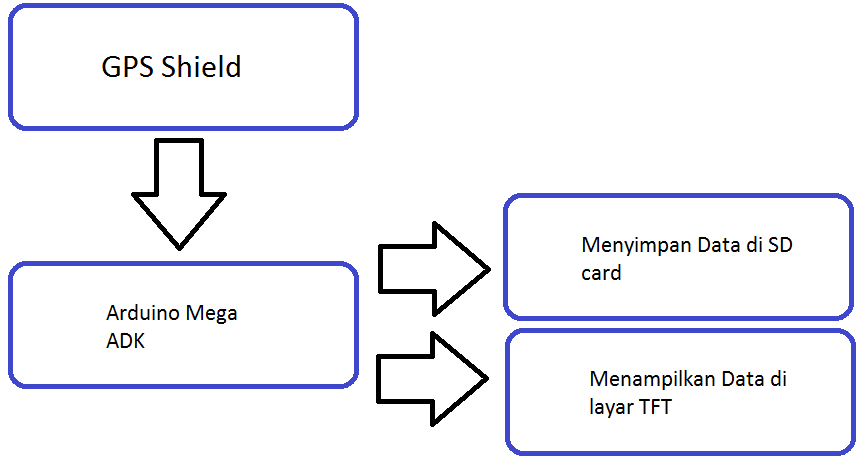 GPS Shield
Arduino Mega
ADK
Menyimpan Data di SD
card
Menampilkan Data di
layar TFT